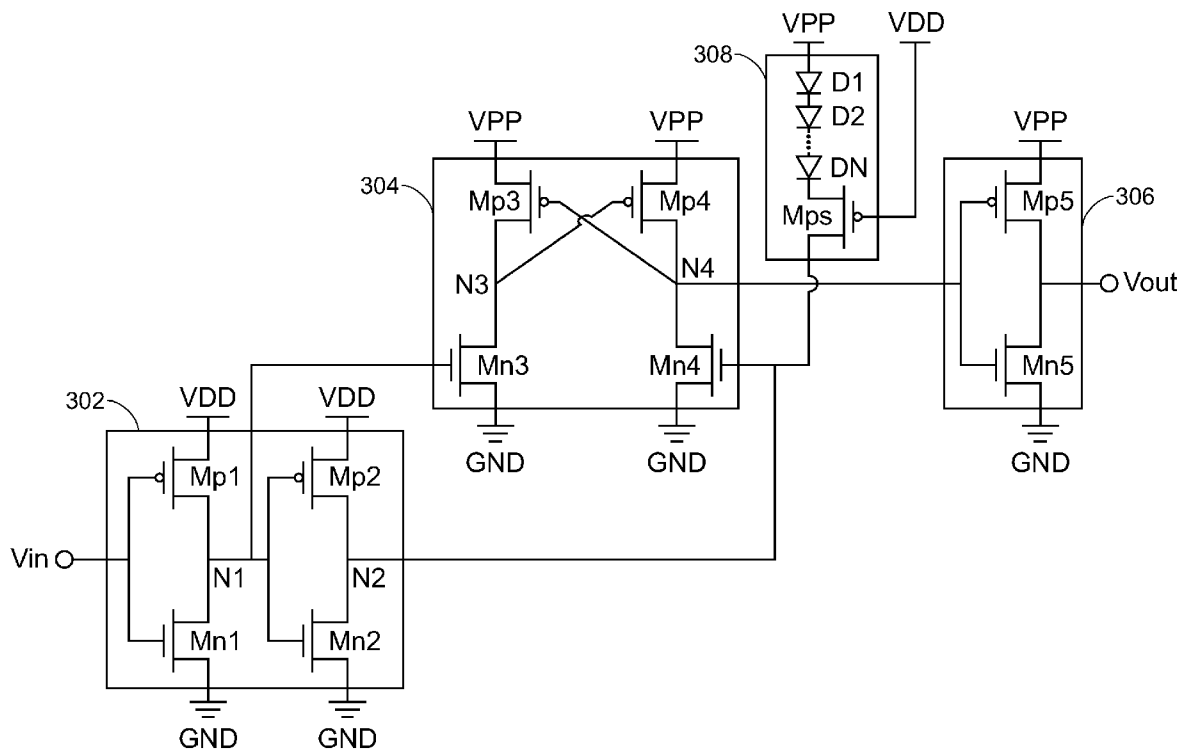 VPP
VDD
308
D1
D2
DN
Mps
VPP
VPP
304
Mp3
Mp4
N3
N4
Mn3
Mn4
GND
GND
VPP
Mp5
306
Vout
Mn5
GND
302
VDD
VDD
Mp1
Mp2
Vin
N1
N2
Mn1
Mn2
GND
GND